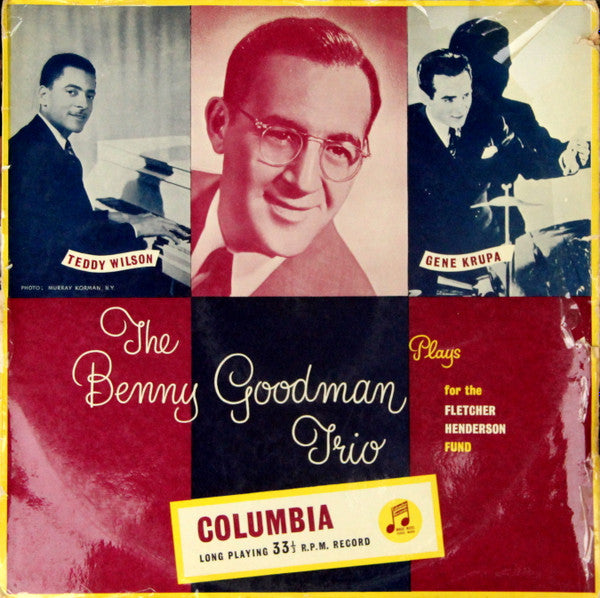 TEDDY WILSON
GENE KRUPA
PHOTO: MURRAY KORMAN, N.Y.
The
Benny Goodman
Trio
Plays
for the
FLETCHER
HENDERSON
FUND
COLUMBIA
LONG PLAYING 33⅓ R.P.M. RECORD